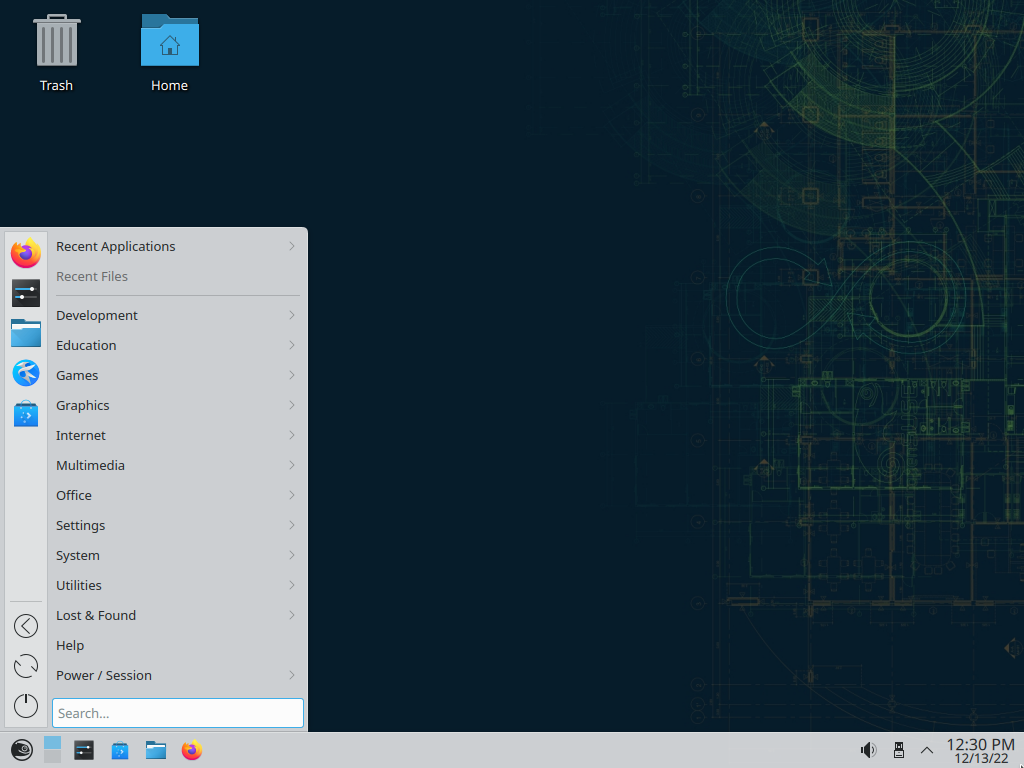 Trash
Home
Recent Applications
Recent Files
Development
Education
Games
Graphics
Internet
Multimedia
Office
Settings
System
Utilities
Lost & Found
Help
Power / Session
Search...
12:30 PM
12/13/22